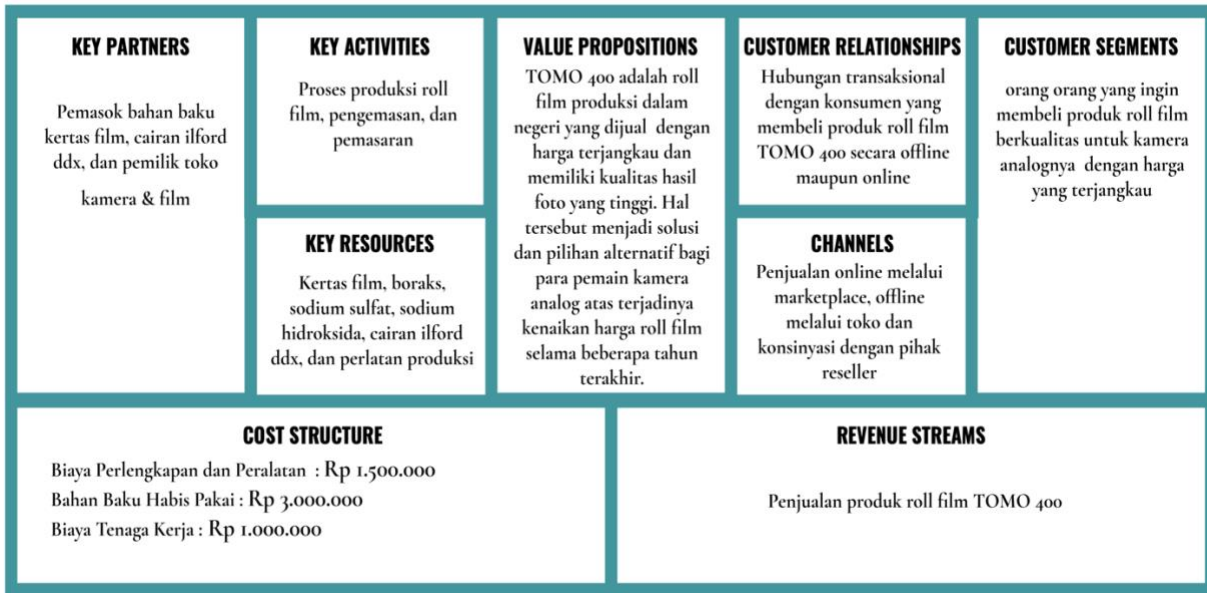 KEY PARTNERS
Pemasok bahan baku
kertas film, cairan ilford
ddx, dan pemilik toko
kamera & film
KEY ACTIVITIES
Proses produksi roll
film, pengemasan, dan
pemasaran
KEY RESOURCES
Kertas film, boraks,
sodium sulfat, sodium
hidroksida, cairan ilford
ddx, dan perlatan produksi
VALUE PROPOSITIONS
TOMO 400 adalah roll
film produksi dalam
negeri yang dijual dengan
harga terjangkau dan
memiliki kualitas hasil
foto yang tinggi. Hal
tersebut menjadi solusi
dan pilihan alternatif bagi
para pemain kamera
analog atas terjadinya
kenaikan harga roll film
selama beberapa tahun
terakhir.
CUSTOMER RELATIONSHIPS
Hubungan transaksional
dengan konsumen yang
membeli produk roll film
TOMO 400 secara offline
maupun online
CHANNELS
Penjualan online melalui
marketplace, offline
melalui toko dan
konsinyasi dengan pihak
reseller
CUSTOMER SEGMENTS
orang orang yang ingin
membeli produk roll film
berkualitas untuk kamera
analognya dengan harga
yang terjangkau
COST STRUCTURE
Biaya Perlengkapan dan Peralatan : Rp 1.500.000
Bahan Baku Habis Pakai : Rp 3.000.000
Biaya Tenaga Kerja : Rp 1.000.000
REVENUE STREAMS
Penjualan produk roll film TOMO 400